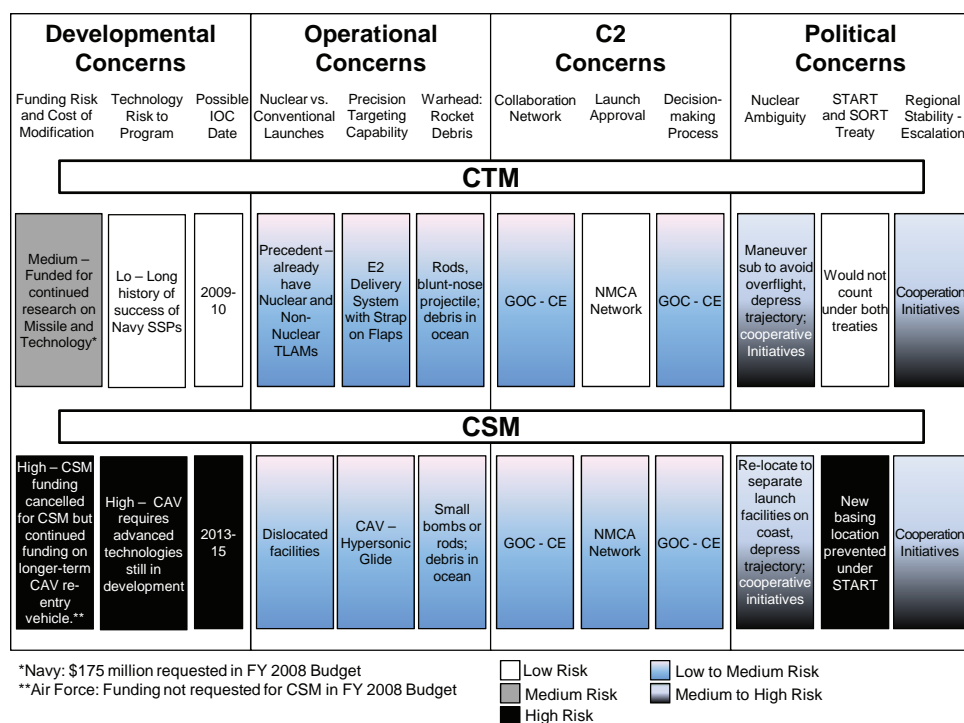 Developmental
Concerns
Operational
Concerns
C2
Concerns
Political
Concerns
Funding Risk
and Cost of
Modification
Technology
Risk to
Program
Possible
IOC
Date
Nuclear vs.
Conventional
Launches
Precision
Targeting
Capability
Warhead:
Rocket
Debris
Collaboration
Network
Launch
Approval
Decision-
making
Process
Nuclear
Ambiguity
START
and SORT
Treaty
Regional
Stability -
Escalation
CTM
Medium –
Funded for
continued
research on
Missile and
Technology*
Lo – Long
history of
success of
Navy SSPs
2009-
10
Precedent –
already
have
Nuclear and
Non-
Nuclear
TLAMs
E2
Delivery
System
with Strap
on Flaps
Rods,
blunt-nose
projectile;
debris in
ocean
GOC - CE
NMCA
Network
GOC - CE
Maneuver
sub to avoid
overflight,
depress
trajectory;
cooperative
Initiatives
Would not
count
under both
treaties
Cooperation
Initiatives
CSM
High – CSM
funding
cancelled
for CSM but
continued
funding on
longer-term
CAV re-
entry
vehicle.**
High – CAV
requires
advanced
technologies
still in
development
2013-
15
Dislocated
facilities
CAV –
Hypersonic
Glide
Small
bombs or
rods;
debris in
ocean
GOC - CE
NMCA
Network
GOC - CE
Re-locate to
separate
launch
facilities on
coast,
depress
trajectory;
cooperative
initiatives
New
basing
location
prevented
under
START
Cooperation
Initiatives
*Navy: $175 million requested in FY 2008 Budget
**Air Force: Funding not requested for CSM in FY 2008 Budget
Low Risk
Medium Risk
High Risk
Low to Medium Risk
Medium to High Risk